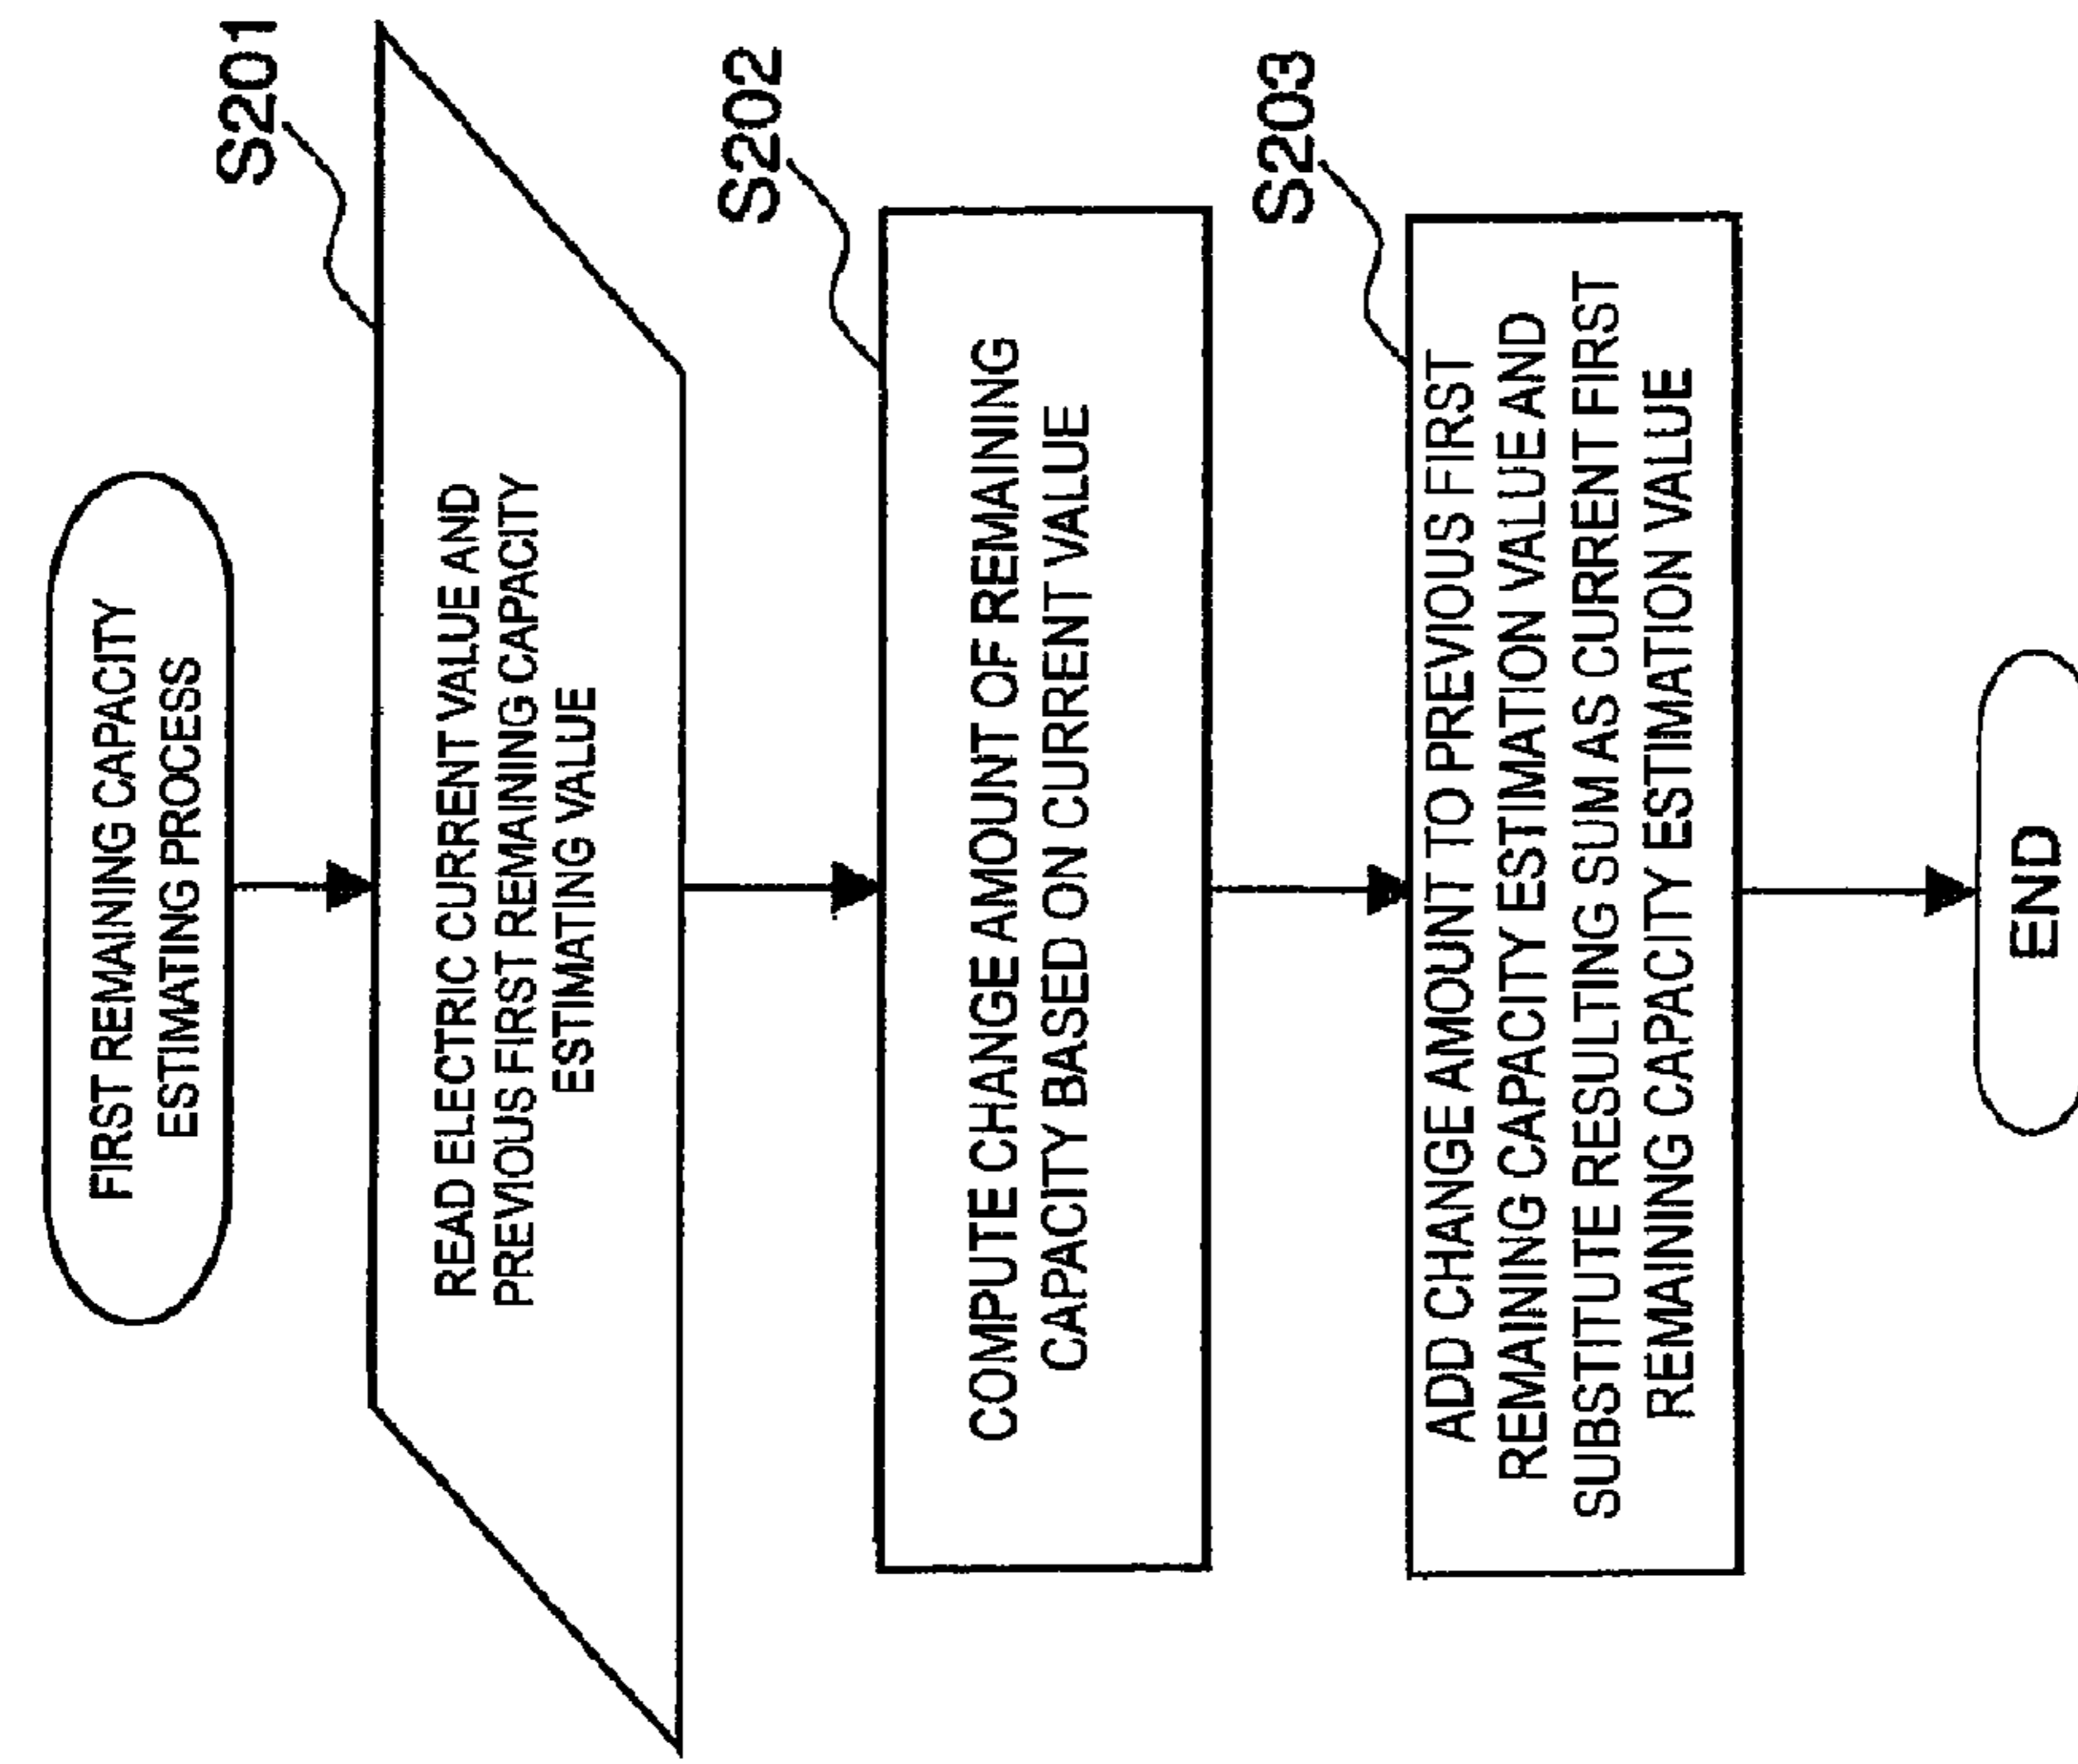 FIRST REMAINING CAPACITY
ESTIMATING PROCESS
S201
READ ELECTRIC CURRENT VALUE AND
PREVIOUS FIRST REMAINING CAPACITY
ESTIMATING VALUE
S202
COMPUTE CHANGE AMOUNT OF REMAINING
CAPACITY BASED ON CURRENT VALUE
S203
ADD CHANGE AMOUNT TO PREVIOUS FIRST
REMAINING CAPACITY ESTIMATION VALUE AND
SUBSTITUTE RESULTING SUM AS CURRENT FIRST
REMAINING CAPACITY ESTIMATION VALUE
END